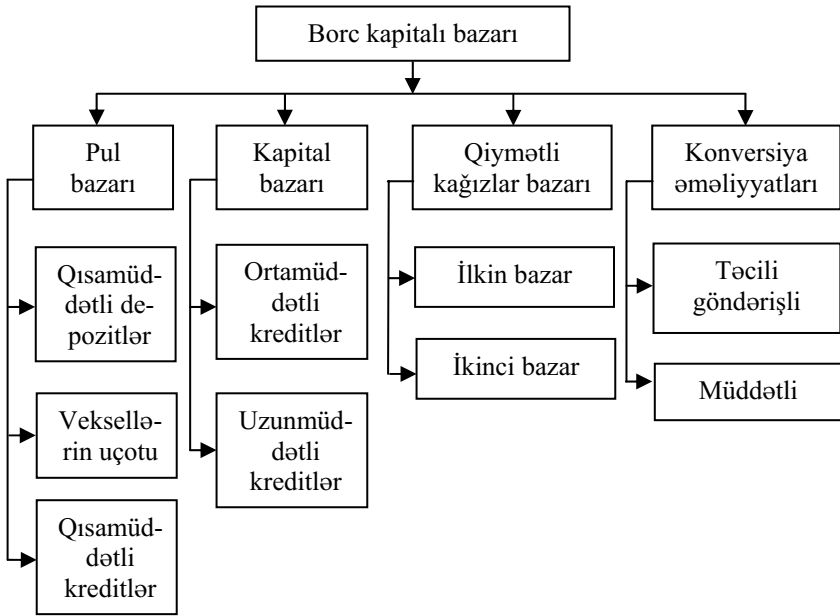 Borc kapitalı bazarı
Pul
bazarı
Kapital
bazarı
Qiymətli
kağızlar bazarı
Konversiya
əməliyyatları
Qısamüd-
dətli de-
pozitlər
Veksellə-
rin uçotu
Qısamüd-
dətli
kreditlər
Ortamüd-
dətli
kreditlər
Uzunmüd-
dətli
kreditlər
İlkin bazar
İkinci bazar
Təcili
göndərişli
Müddətli